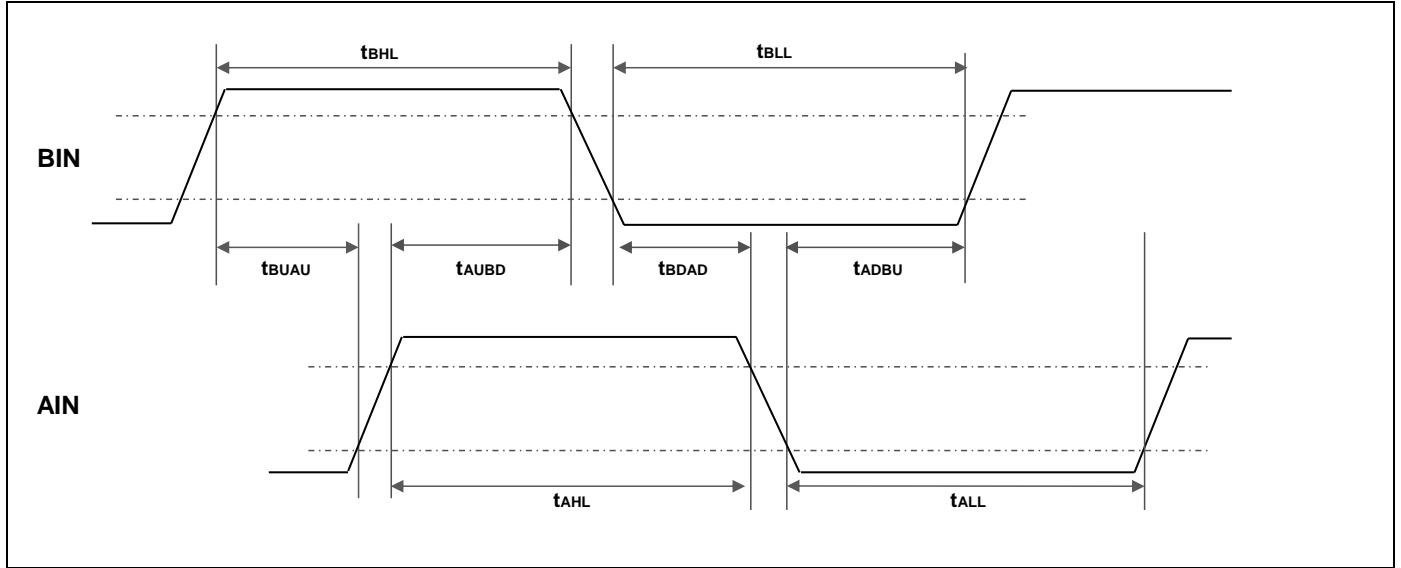 tBHL
tBLL
BIN
tBUAU
tAUBD
tBDAD
tADBU
AIN
tAHL
tALL